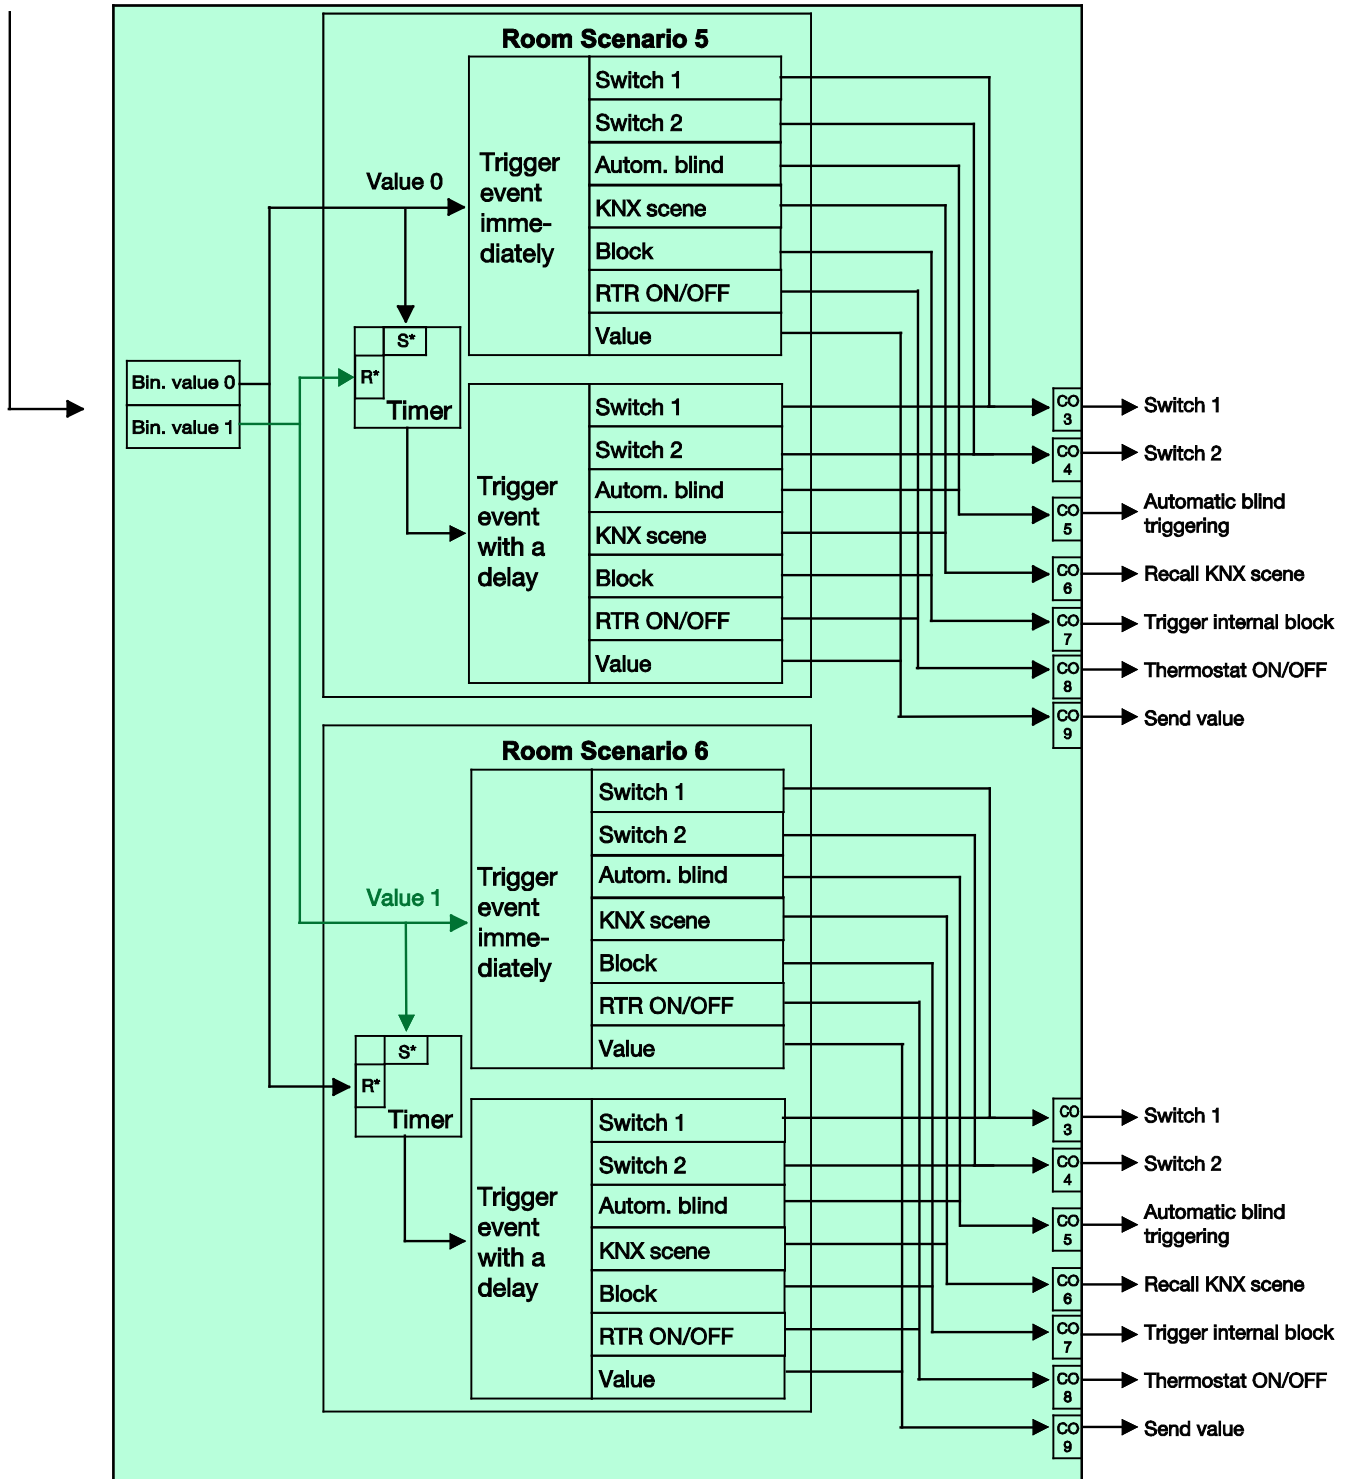 Room Scenario 5
Value 0
Trigger
event
imme-
diately
Switch 1
Switch 2
Autom. blind
KNX scene
Block
RTR ON/OFF
Value
S*
R*
Timer
Bin. value 0
Bin. value 1
Trigger
event
with a
delay
Switch 1
Switch 2
Autom. blind
KNX scene
Block
RTR ON/OFF
Value
CO
3
Switch 1
CO
4
Switch 2
CO
5
Automatic blind
triggering
CO
6
Recall KNX scene
CO
7
Trigger internal block
CO
8
Thermostat ON/OFF
CO
9
Send value
Room Scenario 6
Value 1
Trigger
event
imme-
diately
Switch 1
Switch 2
Autom. blind
KNX scene
Block
RTR ON/OFF
Value
S*
R*
Timer
Trigger
event
with a
delay
Switch 1
Switch 2
Autom. blind
KNX scene
Block
RTR ON/OFF
Value
CO
3
Switch 1
CO
4
Switch 2
CO
5
Automatic blind
triggering
CO
6
Recall KNX scene
CO
7
Trigger internal block
CO
8
Thermostat ON/OFF
CO
9
Send value